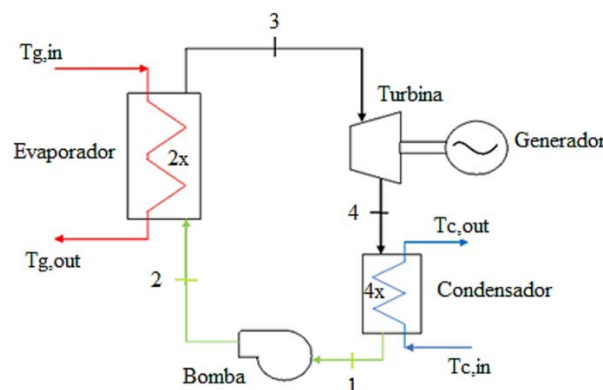 3
Tg,in
Turbina
Evaporador
2x
Generador
4
Tc,out
Tg,out
2
4x
Condensador
Bomba
1
Tc,in